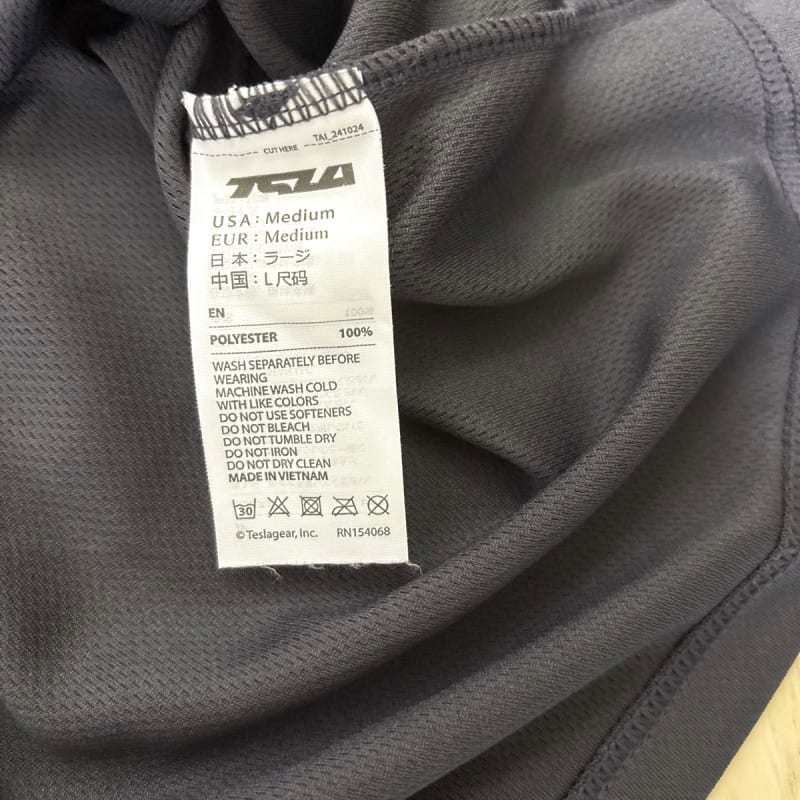 TAJ_241024
CUT HERE
TSLA
USA: Medium
EUR: Medium
日本: ラージ
中国: L尺码
EN
POLYESTER 100%
WASH SEPARATELY BEFORE
WEARING
MACHINE WASH COLD
WITH LIKE COLORS
DO NOT USE SOFTENERS
DO NOT BLEACH
DO NOT TUMBLE DRY
DO NOT IRON
DO NOT DRY CLEAN
MADE IN VIETNAM
30
©Teslagear, Inc. RN154068